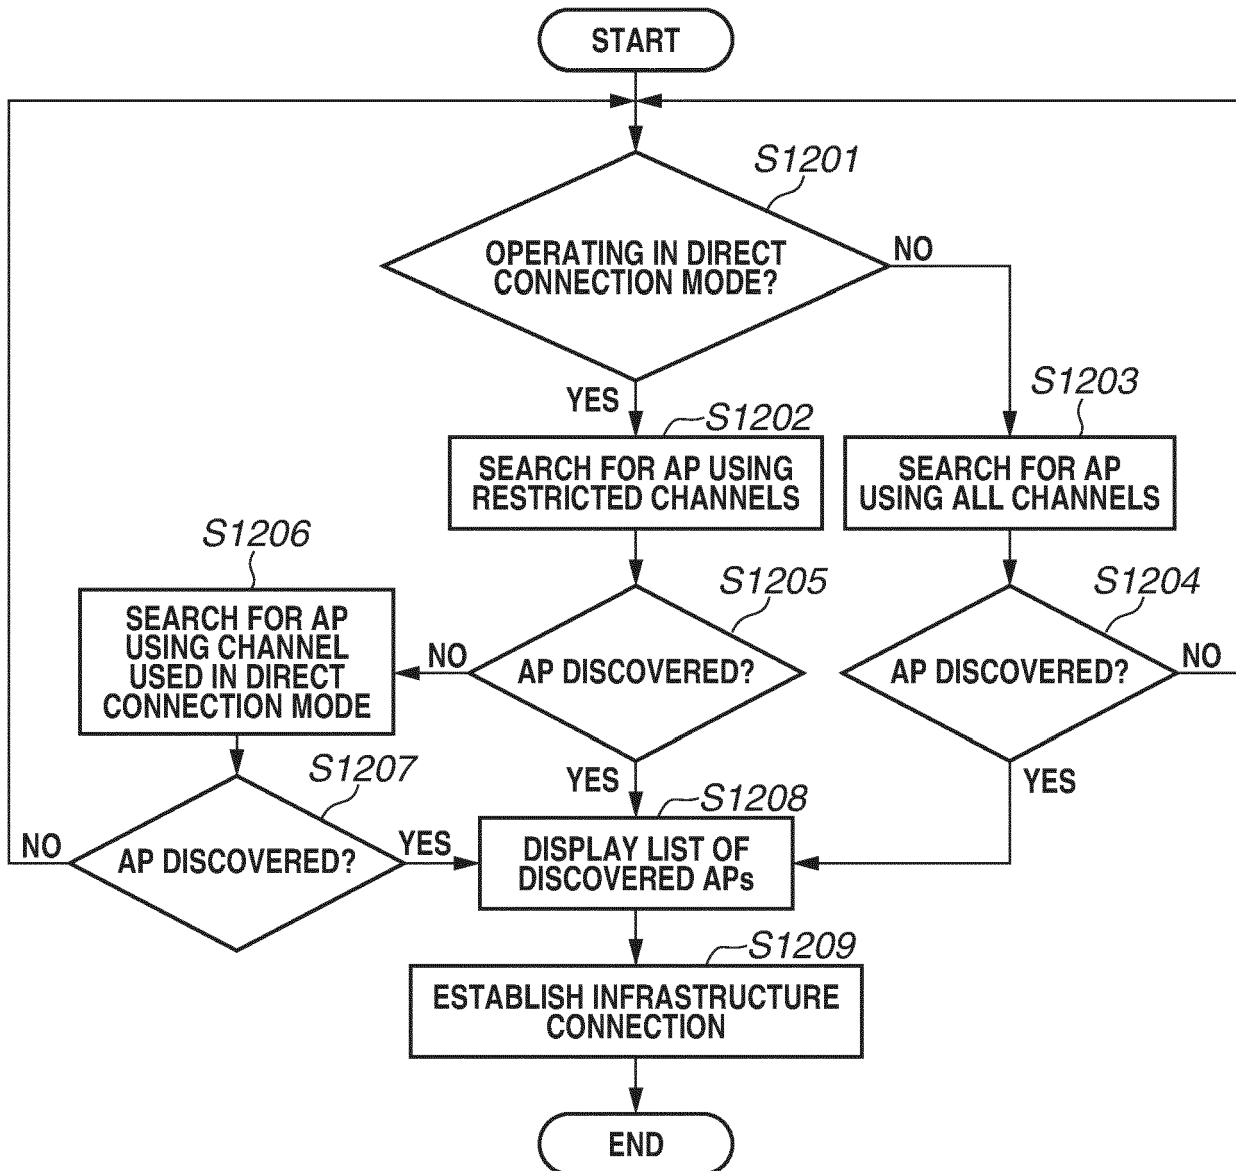 START
S1201
OPERATING IN DIRECT
CONNECTION MODE?
NO
YES
S1202
SEARCH FOR AP USING
RESTRICTED CHANNELS
S1203
SEARCH FOR AP
USING ALL CHANNELS
S1206
SEARCH FOR AP
USING CHANNEL
USED IN DIRECT
CONNECTION MODE
S1205
NO
AP DISCOVERED?
YES
S1204
AP DISCOVERED?
NO
YES
S1207
NO
AP DISCOVERED?
YES
S1208
DISPLAY LIST OF
DISCOVERED APs
S1209
ESTABLISH INFRASTRUCTURE
CONNECTION
END